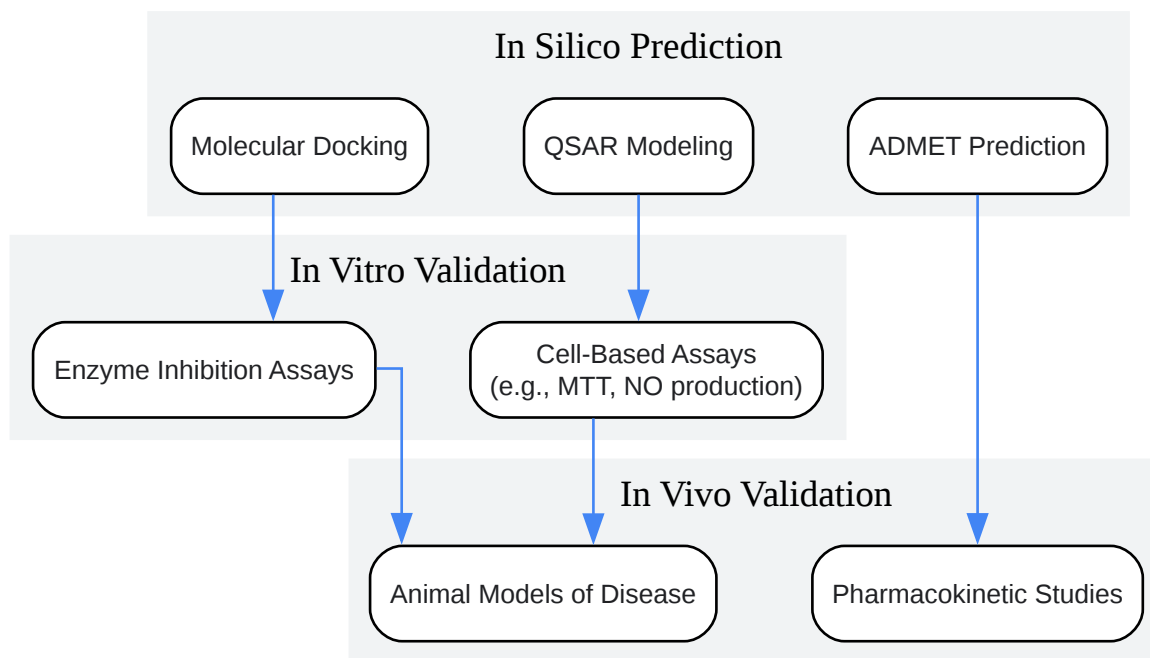 In Silico Prediction
Molecular Docking
QSAR Modeling
ADMET Prediction
In Vitro Validation
Enzyme Inhibition Assays
Cell-Based Assays
(e.g., MTT, NO production)
In Vivo Validation
Animal Models of Disease
Pharmacokinetic Studies